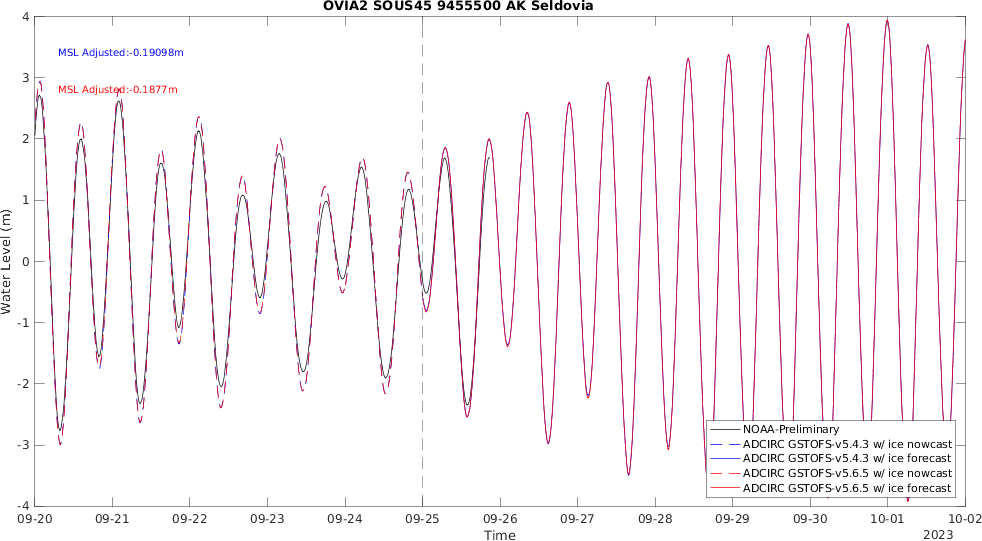 OVIA2 SOUS45 9455500 AK Seldovia
MSL Adjusted:-0.19098m
MSL Adjusted:-0.1877m
Water Level (m)
4
3
2
1
0
-1
-2
-3
-4
NOAA-Preliminary
ADCIRC GSTOFS-v5.4.3 w/ ice nowcast
ADCIRC GSTOFS-v5.4.3 w/ ice forecast
ADCIRC GSTOFS-v5.6.5 w/ ice nowcast
ADCIRC GSTOFS-v5.6.5 w/ ice forecast
09-20 09-21 09-22 09-23 09-24 09-25 09-26 09-27 09-28 09-29 09-30 10-01 10-02
Time
2023